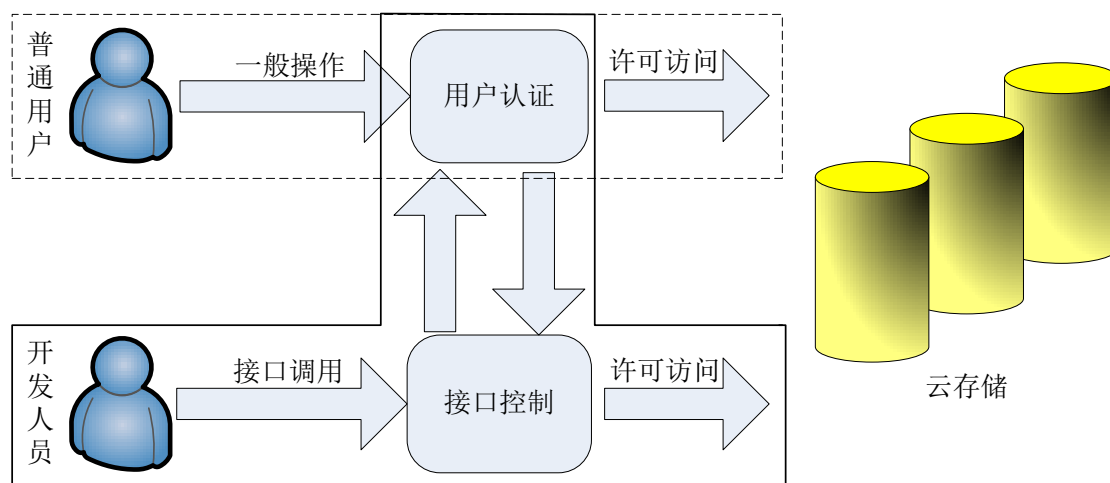 普通用户
一般操作
用户认证
许可访问
开发人员
接口调用
接口控制
许可访问
云存储